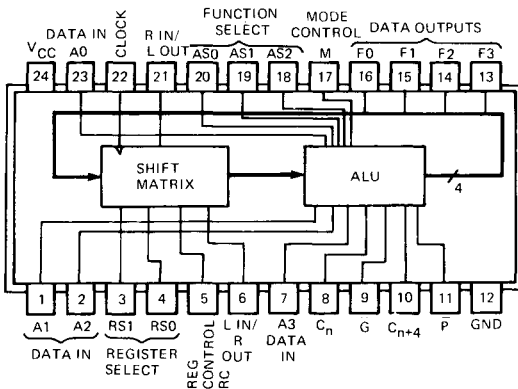 FUNCTION SELECT
MODE CONTROL
DATA OUTPUTS
DATA IN
CLOCK
R IN/
L OUT
VCC A0 AS0 AS1 AS2 M F0 F1 F2 F3
24 23 22 21 20 19 18 17 16 15 14 13
SHIFT
MATRIX
ALU
4
1 2 3 4 5 6 7 8 9 10 11 12
A1 A2 RS1 RS0 REG CONTROL RC L IN/ R OUT A3 DATA IN Cn G Cn+4 P̅ GND
DATA IN
REGISTER
SELECT